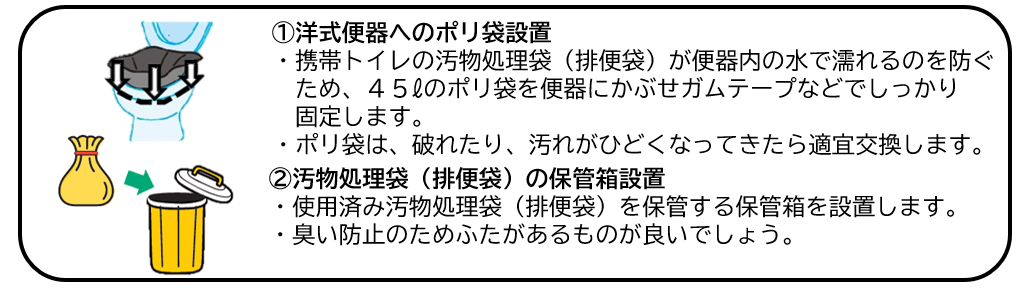 ①洋式便器へのポリ袋設置
・携帯トイレの汚物処理袋（排便袋）が便器内の水で濡れるのを防ぐ
ため、４５ℓのポリ袋を便器にかぶせガムテープなどでしっかり
固定します。
・ポリ袋は、破れたり、汚れがひどくなってきたら適宜交換します。
②汚物処理袋（排便袋）の保管箱設置
・使用済み汚物処理袋（排便袋）を保管する保管箱を設置します。
・臭い防止のためふたがあるものが良いでしょう。